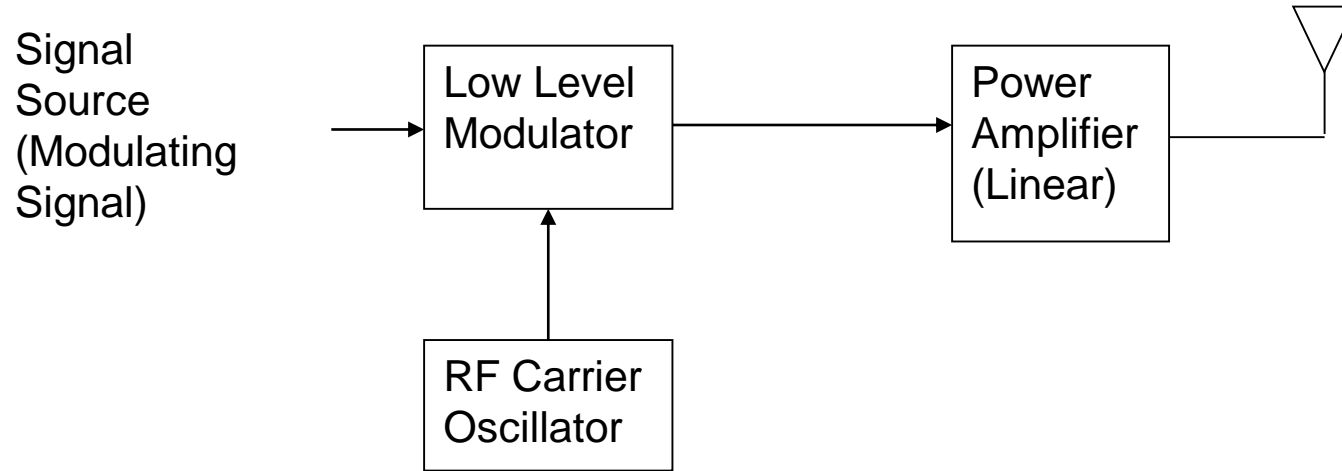 Signal
Source
(Modulating
Signal)
Low Level
Modulator
Power
Amplifier
(Linear)
RF Carrier
Oscillator